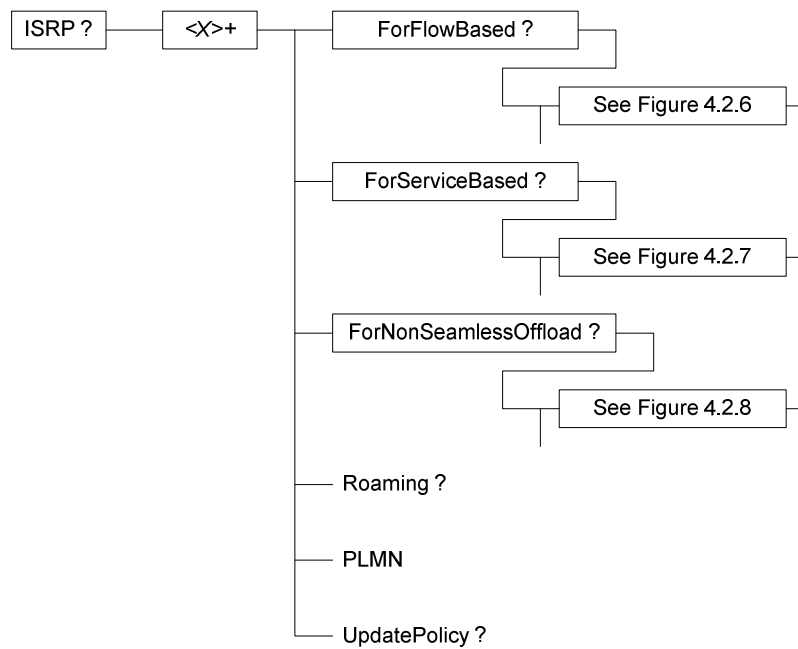 ISRP ?
<X>+
ForFlowBased ?
See Figure 4.2.6
ForServiceBased ?
See Figure 4.2.7
ForNonSeamlessOffload ?
See Figure 4.2.8
Roaming ?
PLMN
UpdatePolicy ?